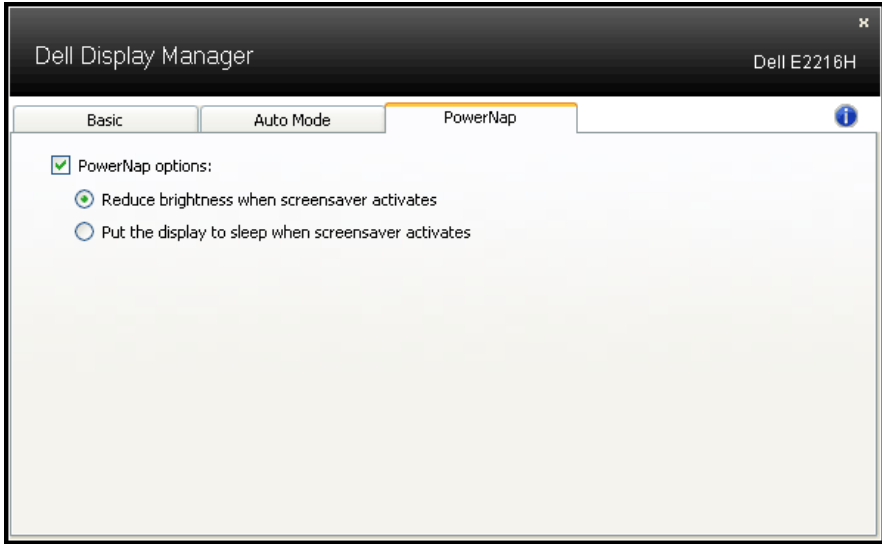 Dell Display Manager
Dell E2216H
Basic
Auto Mode
PowerNap
PowerNap options:
Reduce brightness when screensaver activates
Put the display to sleep when screensaver activates